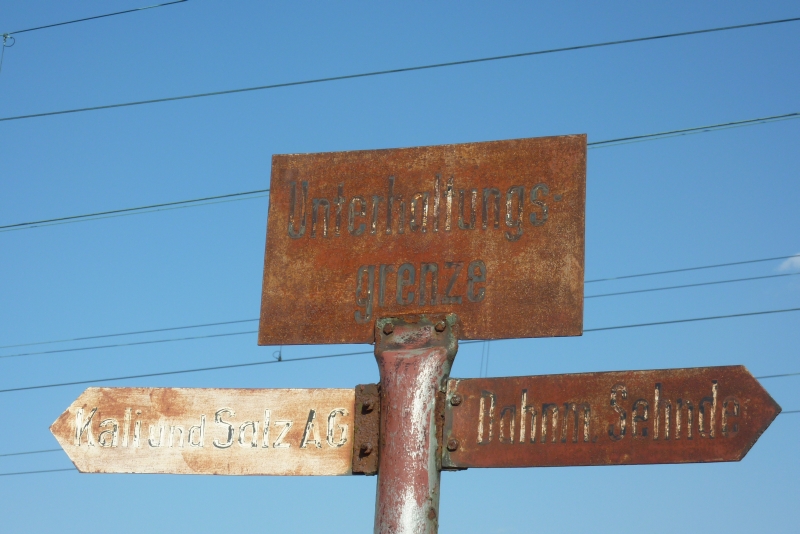 Unterhaltungs-
grenze
Kali und Salz AG
Bahnm. Sehnde